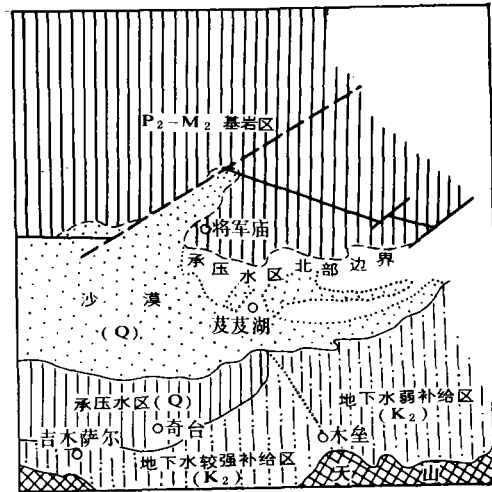 P₂-M₂ 基岩区
将军庙
承压水区北部边界
沙漠
(Q)
芨芨湖
承压水区(Q)
奇台
吉木萨尔
地下水弱补给区
(K₂)
木垒
地下水较强补给区
(K₂)
天山